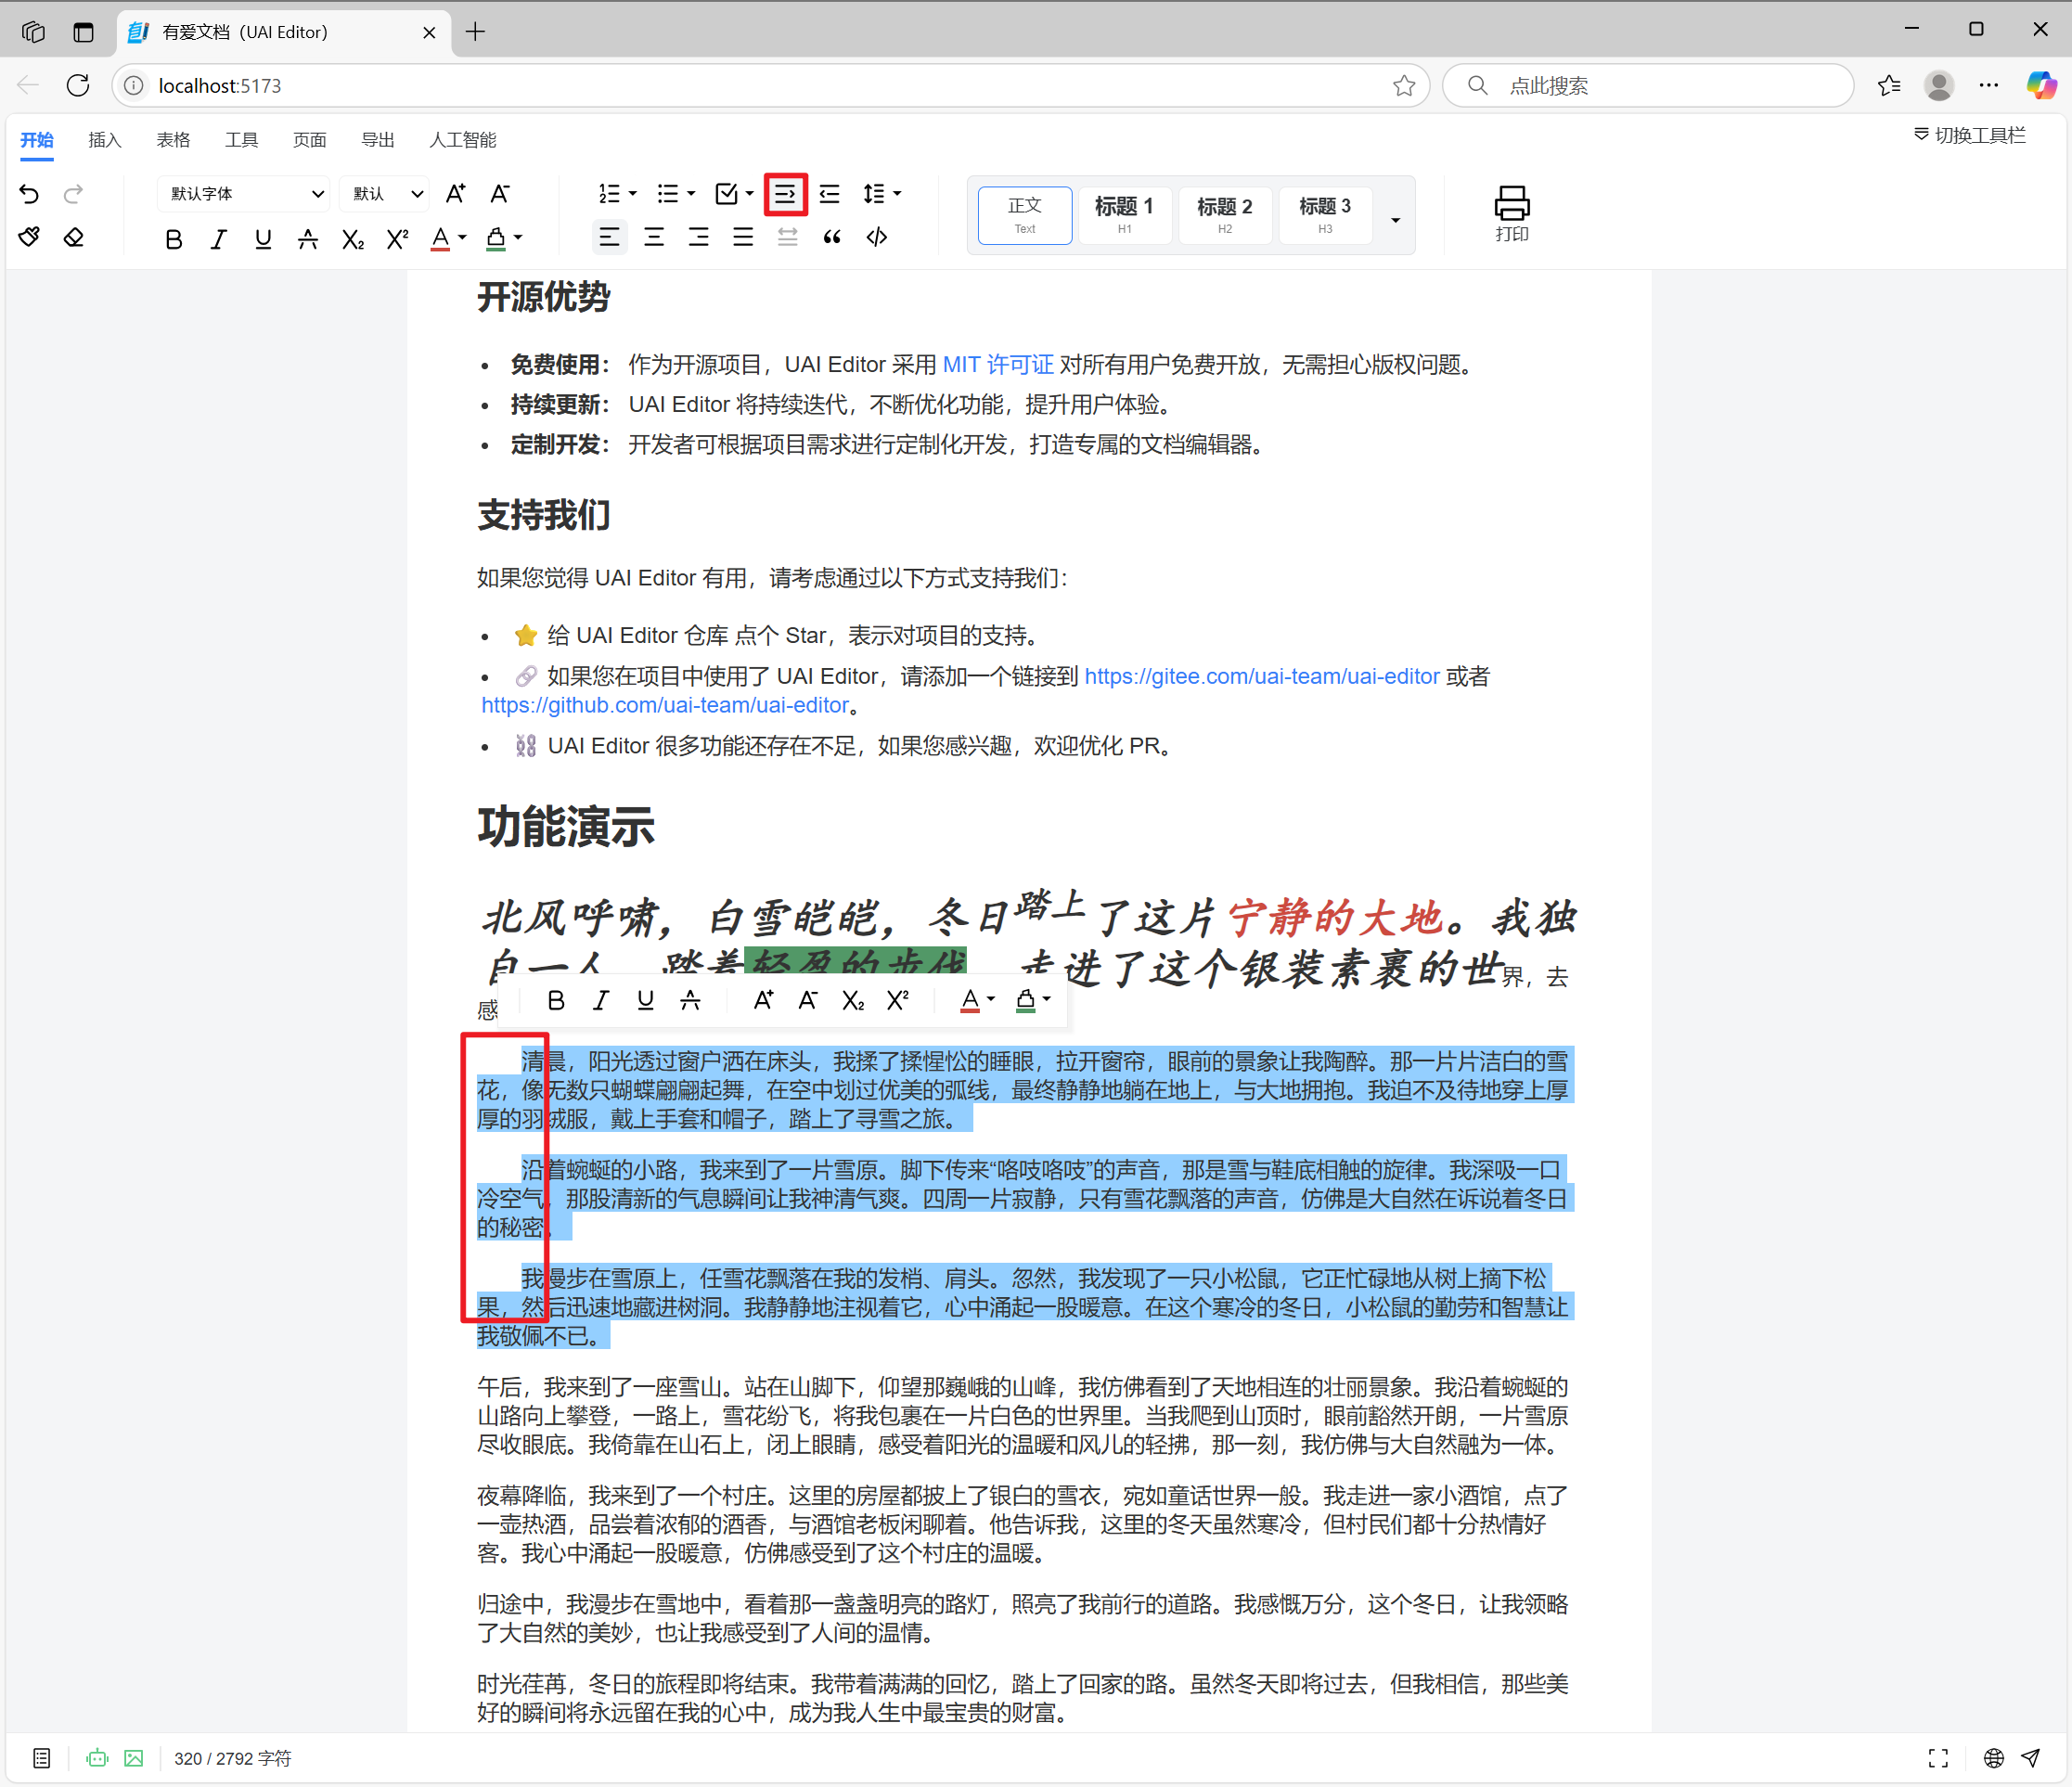 有爱文档（UAI Editor）
localhost:5173
点此搜索
开始 插入 表格 工具 页面 导出 人工智能
切换工具栏
默认字体 默认
正文 Text
标题 1 H1
标题 2 H2
标题 3 H3
打印
开源优势
• 免费使用： 作为开源项目，UAI Editor 采用 MIT 许可证 对所有用户免费开放，无需担心版权问题。
• 持续更新： UAI Editor 将持续迭代，不断优化功能，提升用户体验。
• 定制开发： 开发者可根据项目需求进行定制化开发，打造专属的文档编辑器。
支持我们
如果您觉得 UAI Editor 有用，请考虑通过以下方式支持我们：
• ⭐ 给 UAI Editor 仓库 点个 Star，表示对项目的支持。
• 🔗 如果您在项目中使用了 UAI Editor，请添加一个链接到 https://gitee.com/uai-team/uai-editor 或者
https://github.com/uai-team/uai-editor。
• ⛓ UAI Editor 很多功能还存在不足，如果您感兴趣，欢迎优化 PR。
功能演示
北风呼啸，白雪皑皑，冬日踏上了这片宁静的大地。我独
自一人，踏着轻盈的步伐，走进了这个银装素裹的世界，去
感
清晨，阳光透过窗户洒在床头，我揉了揉惺忪的睡眼，拉开窗帘，眼前的景象让我陶醉。那一片片洁白的雪
花，像无数只蝴蝶翩翩起舞，在空中划过优美的弧线，最终静静地躺在地上，与大地拥抱。我迫不及待地穿上厚
厚的羽绒服，戴上手套和帽子，踏上了寻雪之旅。
沿着蜿蜒的小路，我来到了一片雪原。脚下传来“咯吱咯吱”的声音，那是雪与鞋底相触的旋律。我深吸一口
冷空气，那股清新的气息瞬间让我神清气爽。四周一片寂静，只有雪花飘落的声音，仿佛是大自然在诉说着冬日
的秘密。
我漫步在雪原上，任雪花飘落在我的发梢、肩头。忽然，我发现了一只小松鼠，它正忙碌地从树上摘下松
果，然后迅速地藏进树洞。我静静地注视着它，心中涌起一股暖意。在这个寒冷的冬日，小松鼠的勤劳和智慧让
我敬佩不已。
午后，我来到了一座雪山。站在山脚下，仰望那巍峨的山峰，我仿佛看到了天地相连的壮丽景象。我沿着蜿蜒的
山路向上攀登，一路上，雪花纷飞，将我包裹在一片白色的世界里。当我爬到山顶时，眼前豁然开朗，一片雪原
尽收眼底。我倚靠在山石上，闭上眼睛，感受着阳光的温暖和风儿的轻拂，那一刻，我仿佛与大自然融为一体。
夜幕降临，我来到了一个村庄。这里的房屋都披上了银白的雪衣，宛如童话世界一般。我走进一家小酒馆，点了
一壶热酒，品尝着浓郁的酒香，与酒馆老板闲聊着。他告诉我，这里的冬天虽然寒冷，但村民们都十分热情好
客。我心中涌起一股暖意，仿佛感受到了这个村庄的温暖。
归途中，我漫步在雪地中，看着那一盏盏明亮的路灯，照亮了我前行的道路。我感慨万分，这个冬日，让我领略
了大自然的美妙，也让我感受到了人间的温情。
时光荏苒，冬日的旅程即将结束。我带着满满的回忆，踏上了回家的路。虽然冬天即将过去，但我相信，那些美
好的瞬间将永远留在我的心中，成为我人生中最宝贵的财富。
320 / 2792 字符